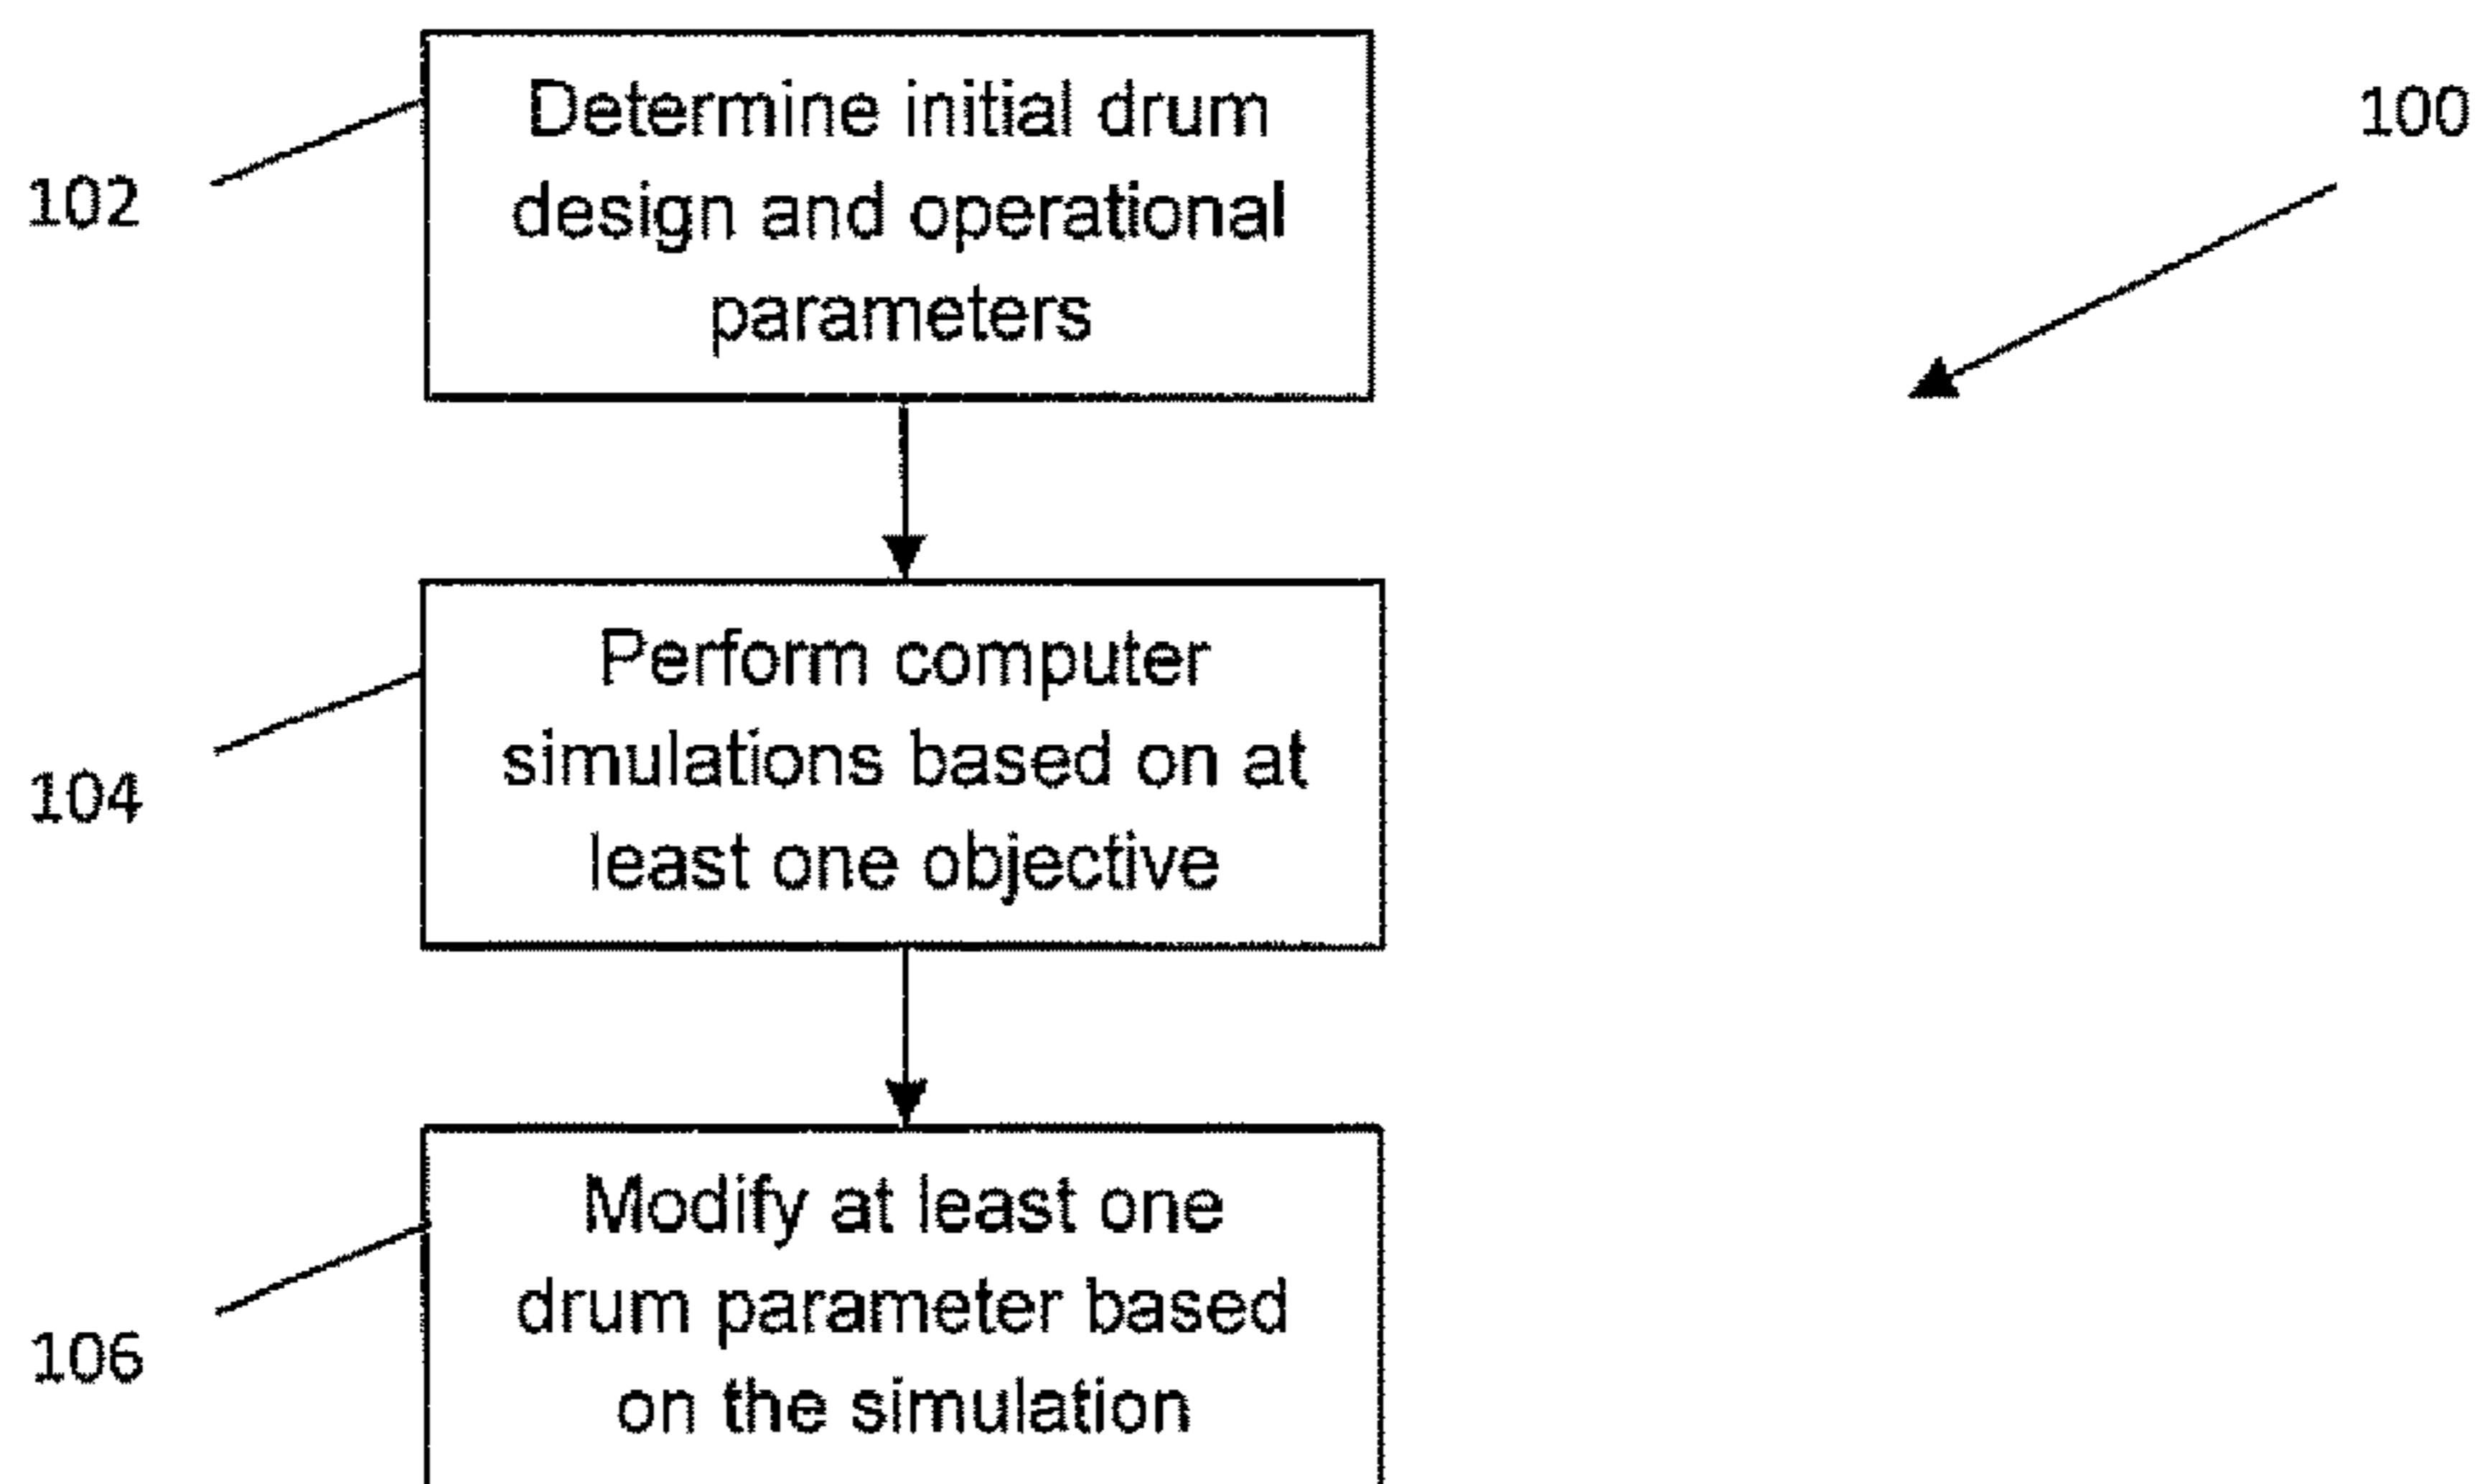 Determine initial drum
design and operational
parameters
100
102
Perform computer
simulations based on at
least one objective
104
Modify at least one
drum parameter based
on the simulation
106